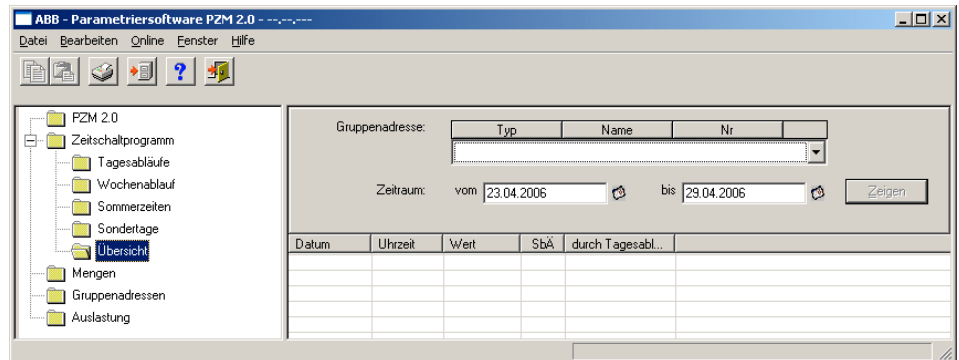 ABB - Parametriersoftware PZM 2.0 - --.--.---
Datei Bearbeiten Online Fenster Hilfe
PZM 2.0
Zeitschaltprogramm
Tagesabläufe
Wochenablauf
Sommerzeiten
Sondertage
Übersicht
Mengen
Gruppenadressen
Auslastung
Gruppenadresse: Typ Name Nr
Zeitraum: vom 23.04.2006 bis 29.04.2006 Zeigen
Datum Uhrzeit Wert SbÄ durch Tagesabl...